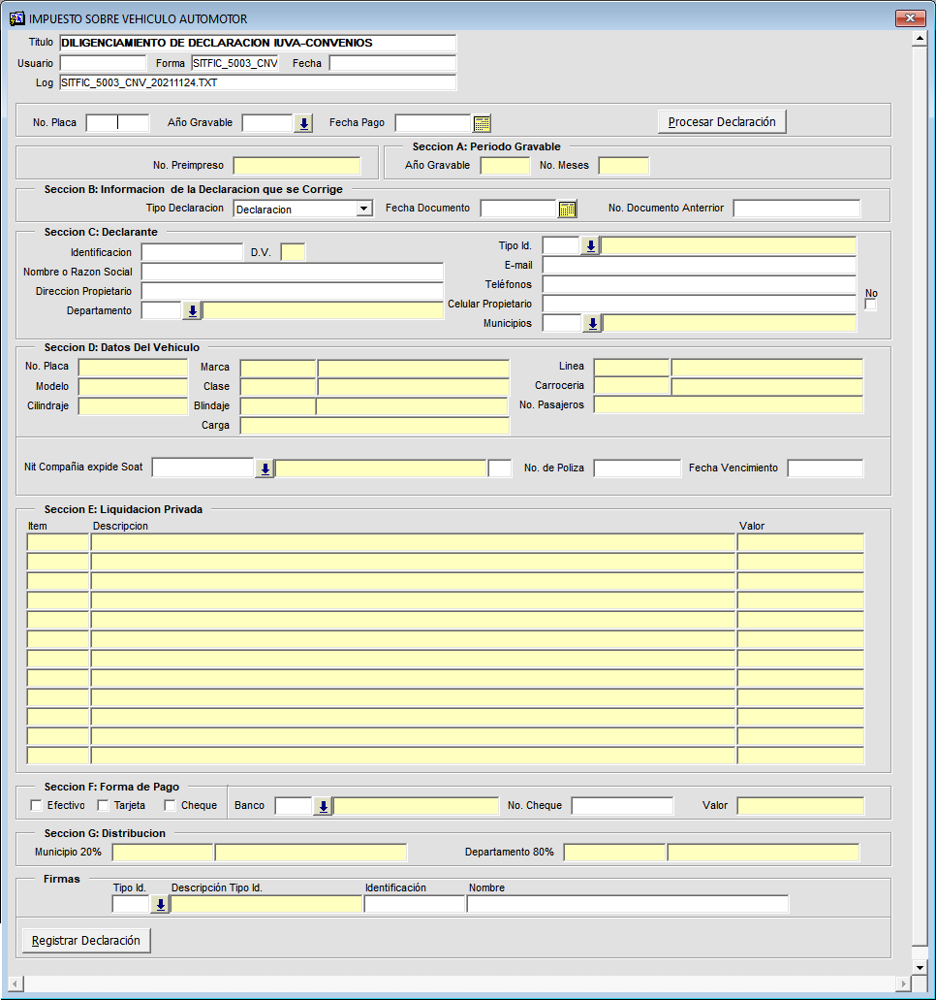 IMPUESTO SOBRE VEHICULO AUTOMOTOR
Titulo DILIGENCIAMIENTO DE DECLARACION IUVA-CONVENIOS
Usuario Forma SITFIC_5003_CNV Fecha
Log SITFIC_5003_CNV_20211124.TXT
No. Placa Año Gravable Fecha Pago Procesar Declaración
Seccion A: Periodo Gravable
No. Preimpreso Año Gravable No. Meses
Seccion B: Informacion de la Declaracion que se Corrige
Tipo Declaracion Declaracion Fecha Documento No. Documento Anterrior
Seccion C: Declarante
Identificacion D.V. Tipo Id.
Nombre o Razon Social E-mail
Direccion Propietario Teléfonos
Departamento Celular Propietario No
Municipios
Seccion D: Datos Del Vehiculo
No. Placa Marca Linea
Modelo Clase Carroceria
Cilindraje Blindaje No. Pasajeros
Carga
Nit Compañia expide Soat No. de Poliza Fecha Vencimiento
Seccion E: Liquidacion Privada
Item Descripcion Valor
Seccion F: Forma de Pago
Efectivo Tarjeta Cheque Banco No. Cheque Valor
Seccion G: Distribucion
Municipio 20% Departamento 80%
Firmas
Tipo Id. Descripción Tipo Id. Identificación Nombre
Registrar Declaración